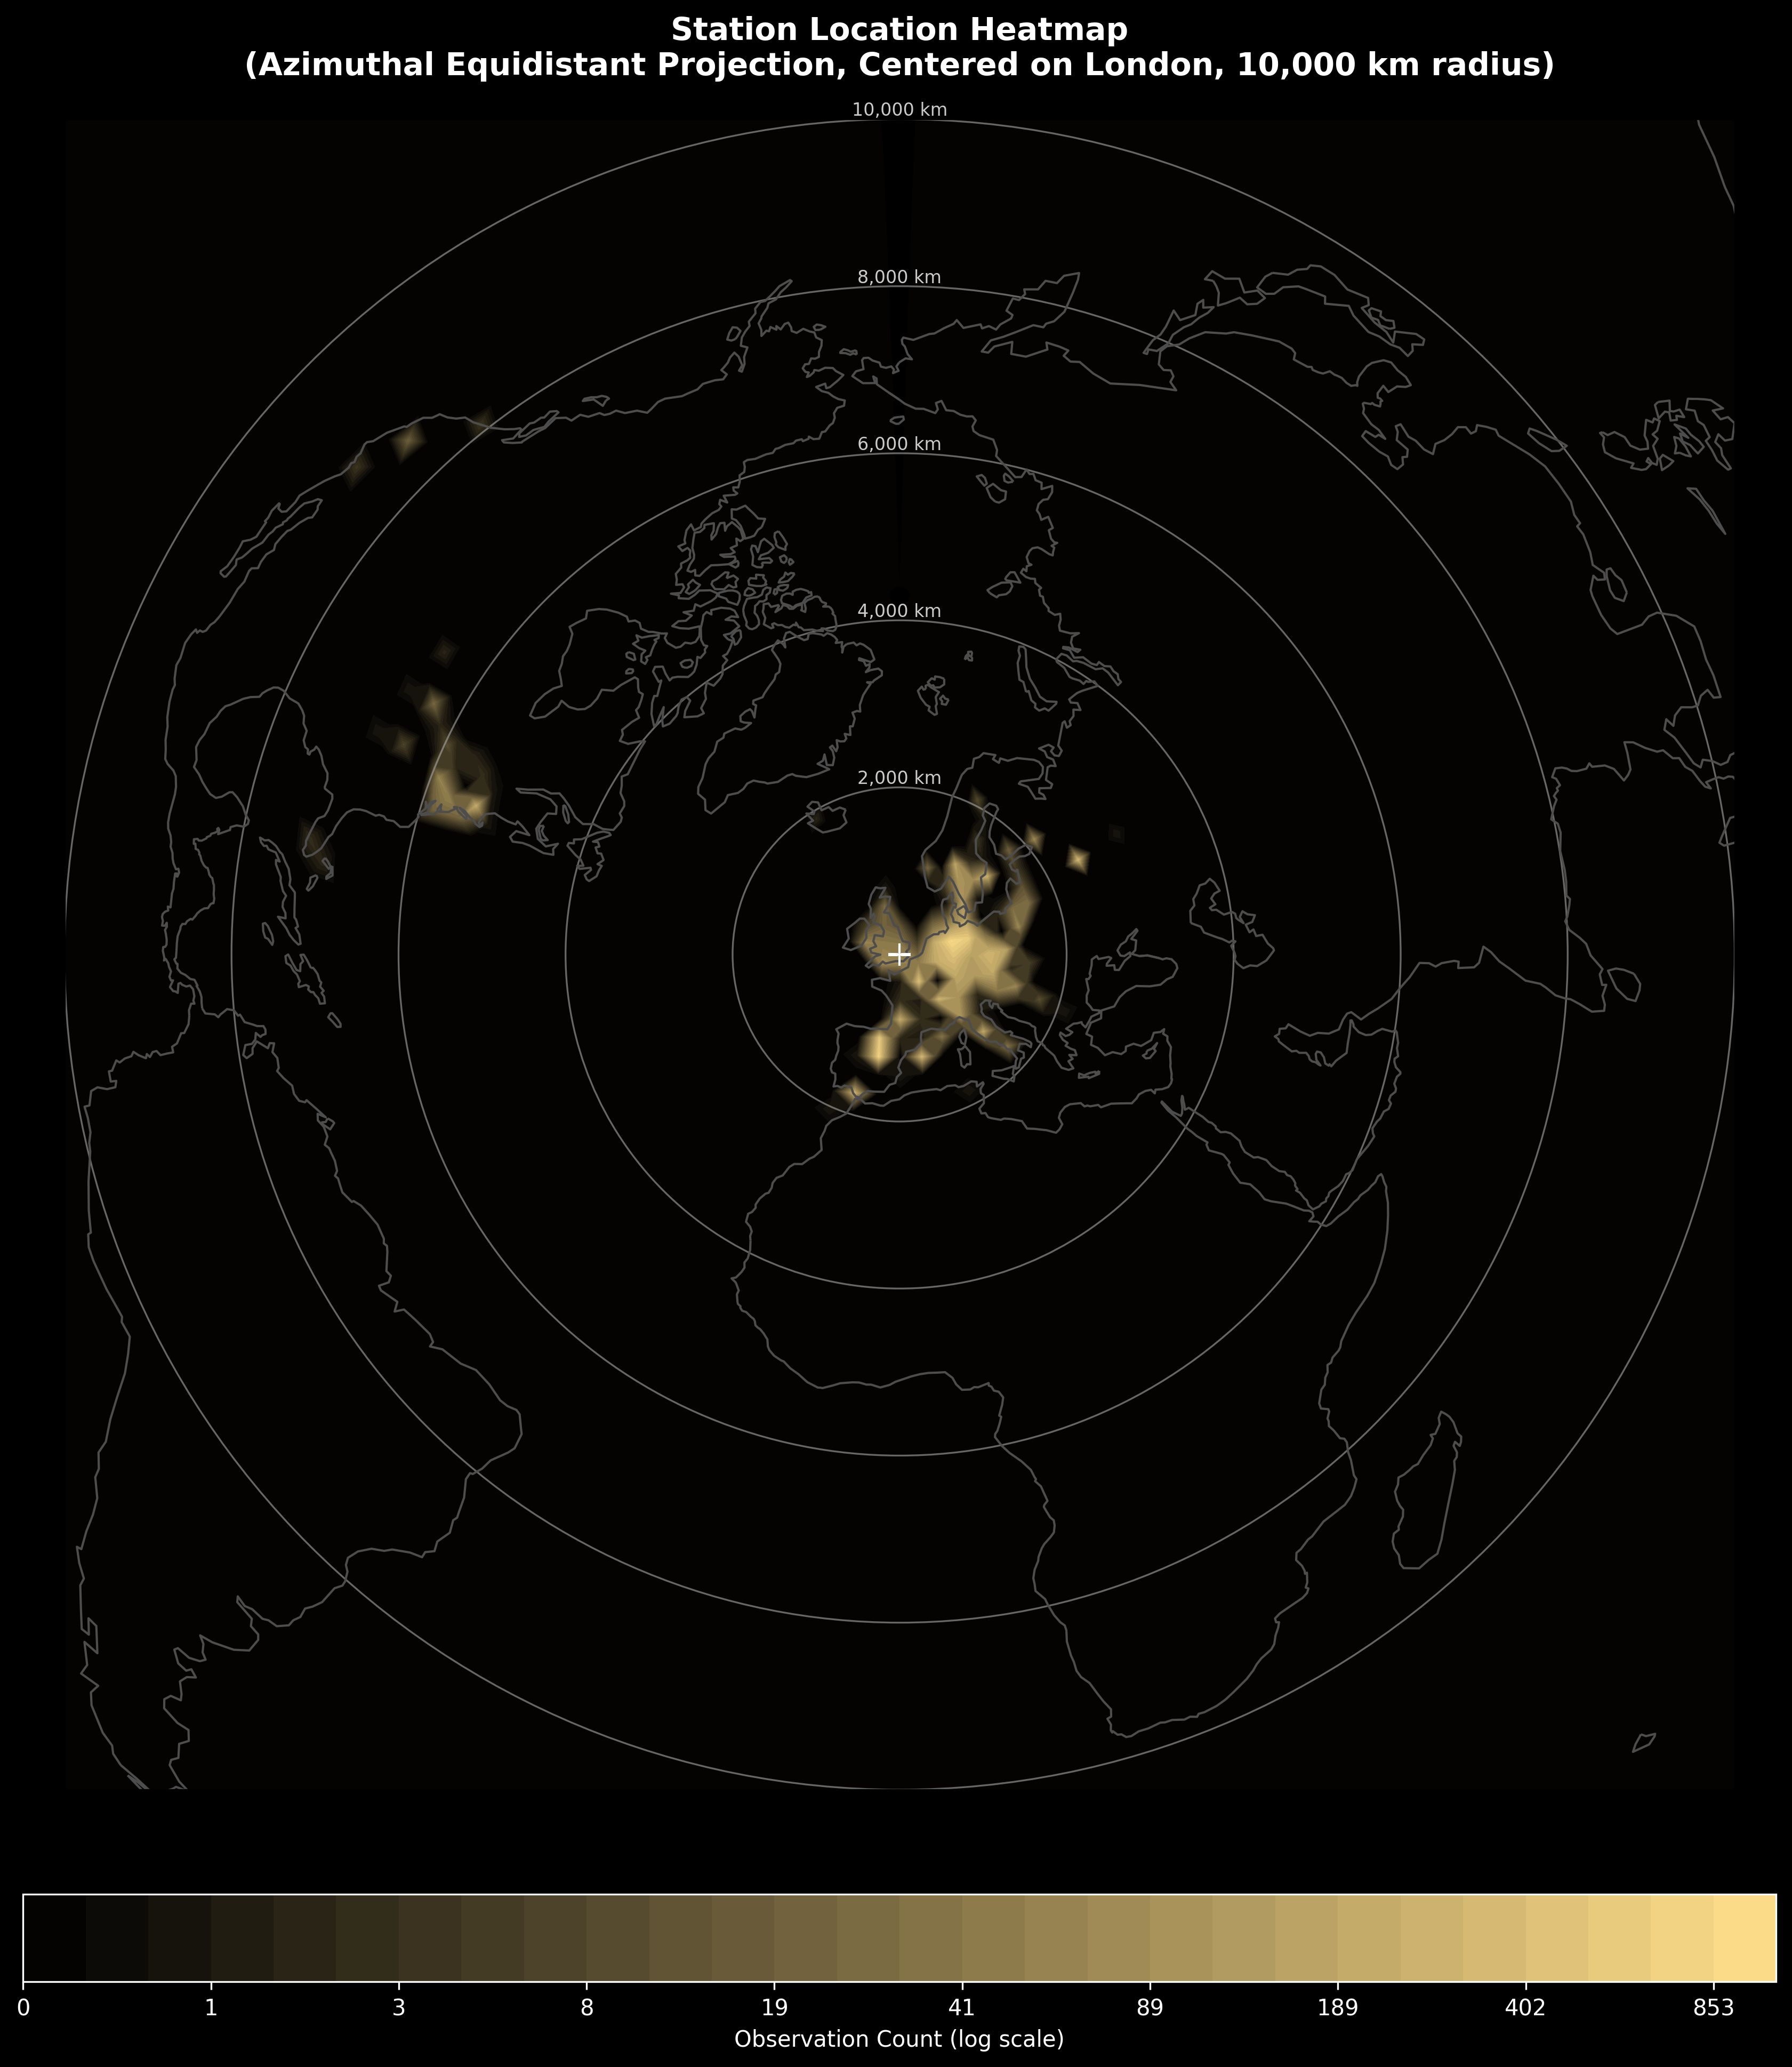 Station Location Heatmap
(Azimuthal Equidistant Projection, Centered on London, 10,000 km radius)
10,000 km
8,000 km
6,000 km
4,000 km
2,000 km
0 1 3 8 19 41 89 189 402 853
Observation Count (log scale)